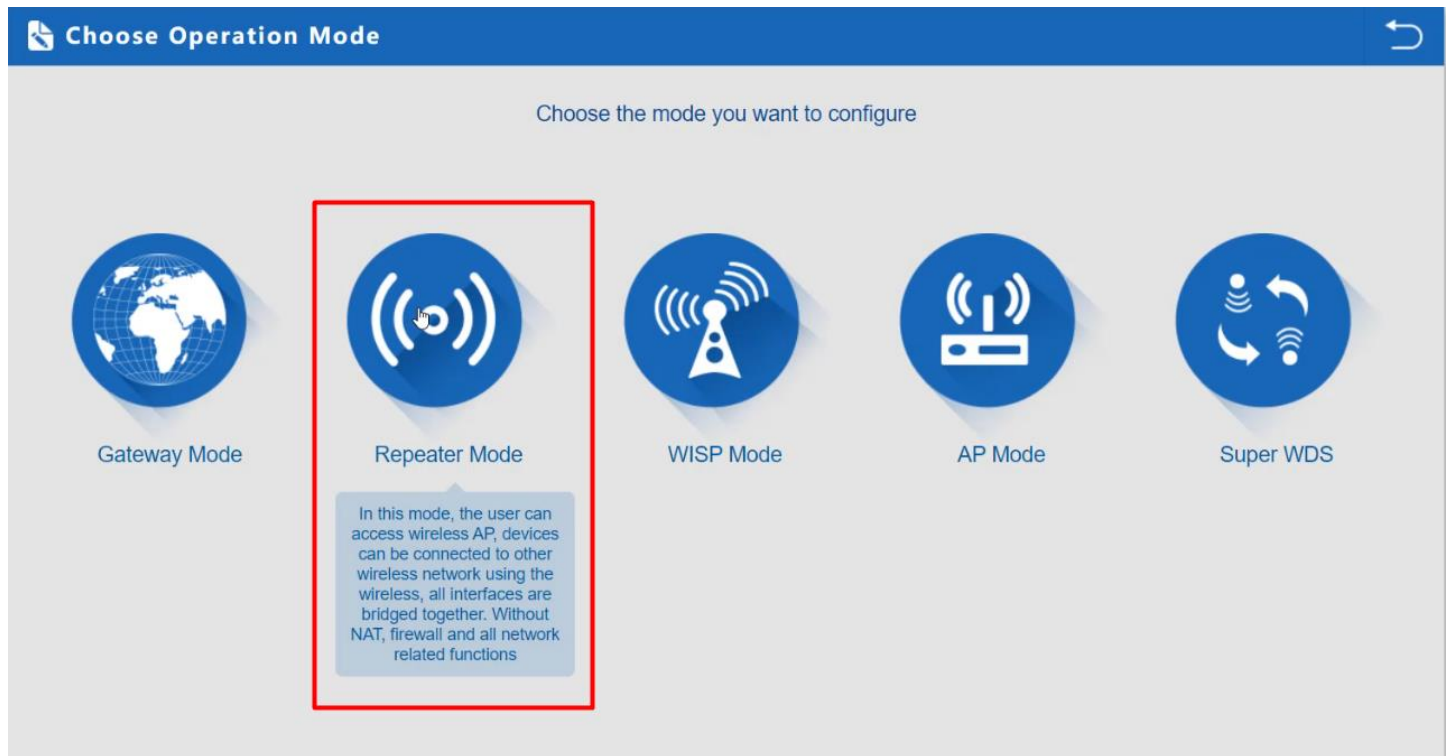 Choose Operation Mode
Choose the mode you want to configure
Gateway Mode
Repeater Mode
WISP Mode
AP Mode
Super WDS
In this mode, the user can
access wireless AP, devices
can be connected to other
wireless network using the
wireless, all interfaces are
bridged together. Without
NAT, firewall and all network
related functions